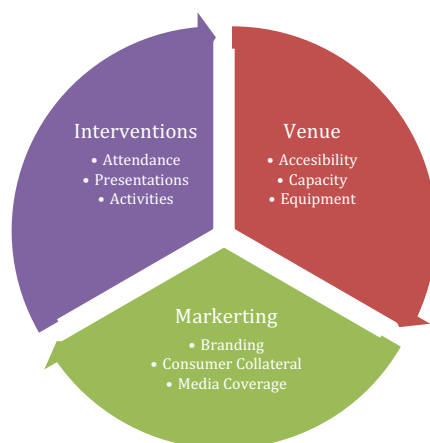 Interventions
• Attendance
• Presentations
• Activities
Venue
• Accesibility
• Capacity
• Equipment
Markerting
• Branding
• Consumer Collateral
• Media Coverage